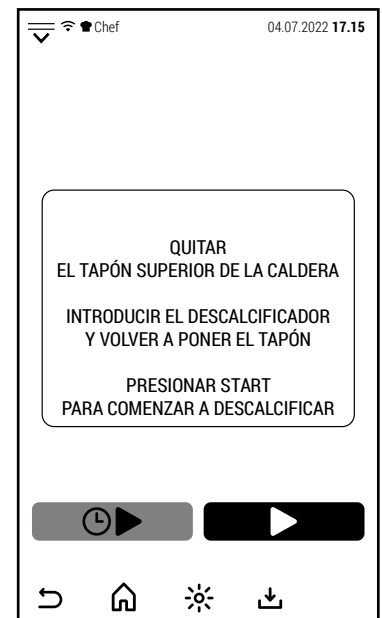 Chef 04.07.2022 17.15
QUITAR
EL TAPÓN SUPERIOR DE LA CALDERA
INTRODUCIR EL DESCALCIFICADOR
Y VOLVER A PONER EL TAPÓN
PRESIONAR START
PARA COMENZAR A DESCALCIFICAR